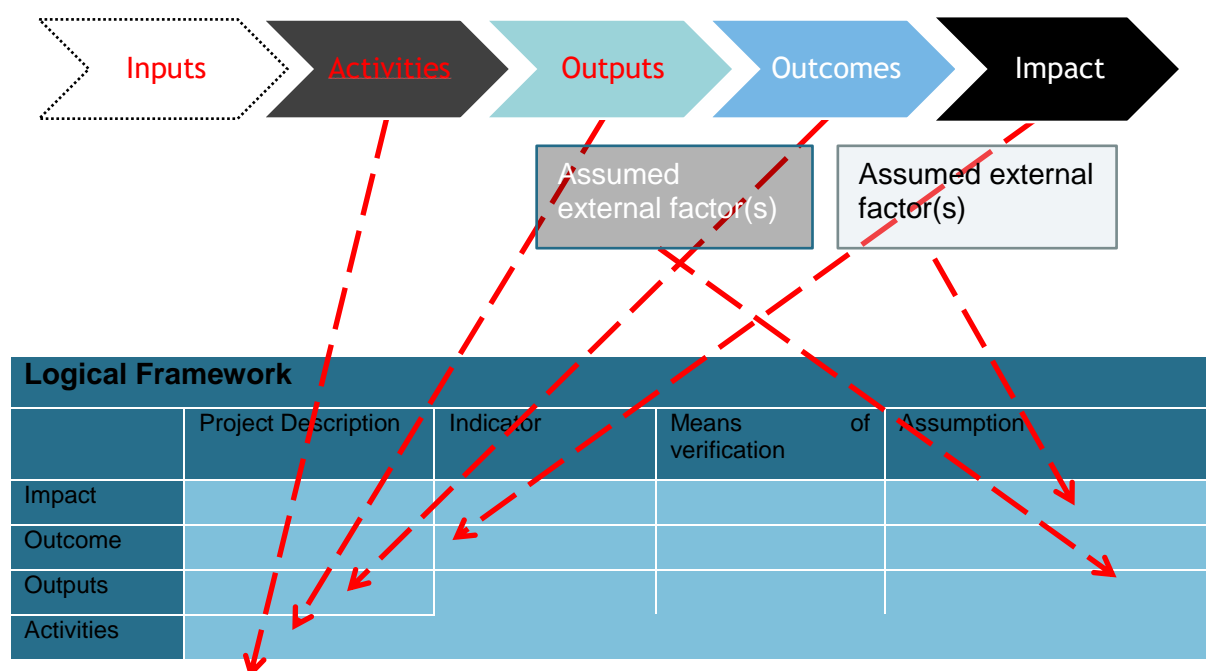 Inputs
Activities
Outputs
Outcomes
Impact
Assumed
external factor(s)
Assumed external
factor(s)
Logical Framework
Project Description
Indicator
Means of
verification
Assumption
Impact
Outcome
Outputs
Activities